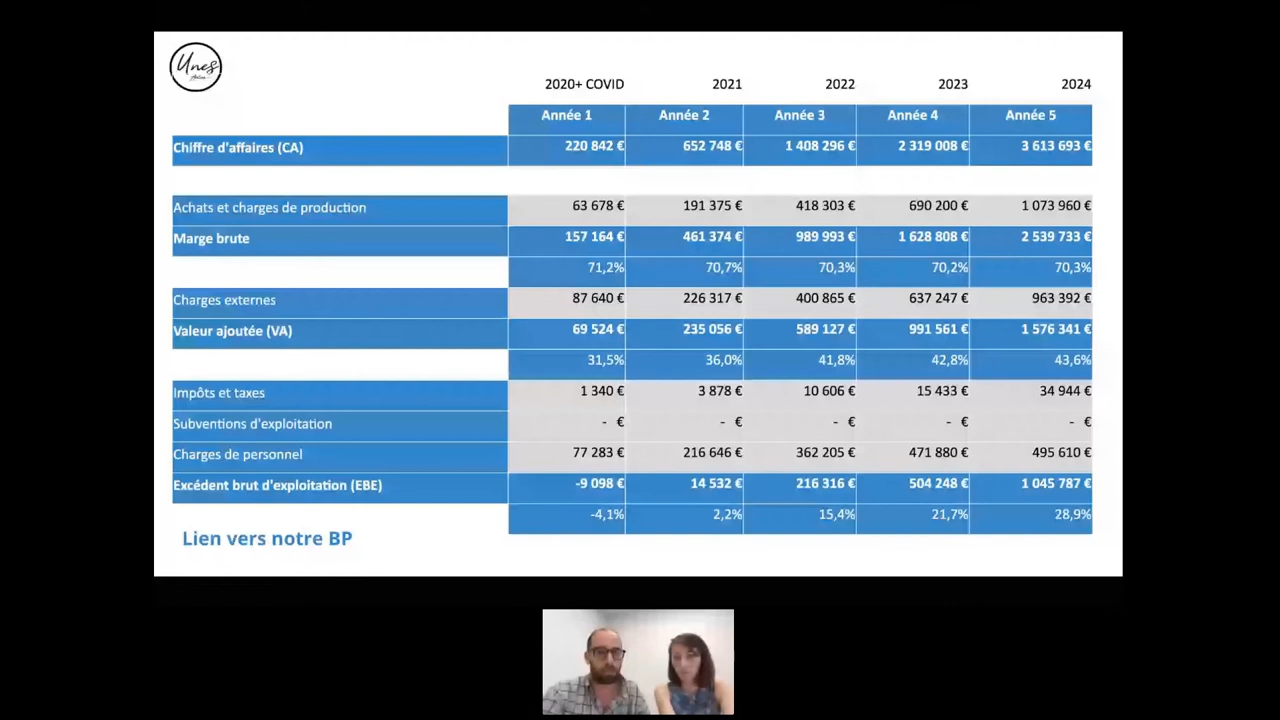 Unes
2020+ COVID 2021 2022 2023 2024
Année 1 Année 2 Année 3 Année 4 Année 5
Chiffre d'affaires (CA) 220 842 € 652 748 € 1 408 296 € 2 319 008 € 3 613 693 €
Achats et charges de production 63 678 € 191 375 € 418 303 € 690 200 € 1 073 960 €
Marge brute 157 164 € 461 374 € 989 993 € 1 628 808 € 2 539 733 €
71,2% 70,7% 70,3% 70,2% 70,3%
Charges externes 87 640 € 226 317 € 400 865 € 637 247 € 963 392 €
Valeur ajoutée (VA) 69 524 € 235 056 € 589 127 € 991 561 € 1 576 341 €
31,5% 36,0% 41,8% 42,8% 43,6%
Impôts et taxes 1 340 € 3 878 € 10 606 € 15 433 € 34 944 €
Subventions d'exploitation - € - € - € - € - €
Charges de personnel 77 283 € 216 646 € 362 205 € 471 880 € 495 610 €
Excédent brut d'exploitation (EBE) -9 098 € 14 532 € 216 316 € 504 248 € 1 045 787 €
-4,1% 2,2% 15,4% 21,7% 28,9%
Lien vers notre BP